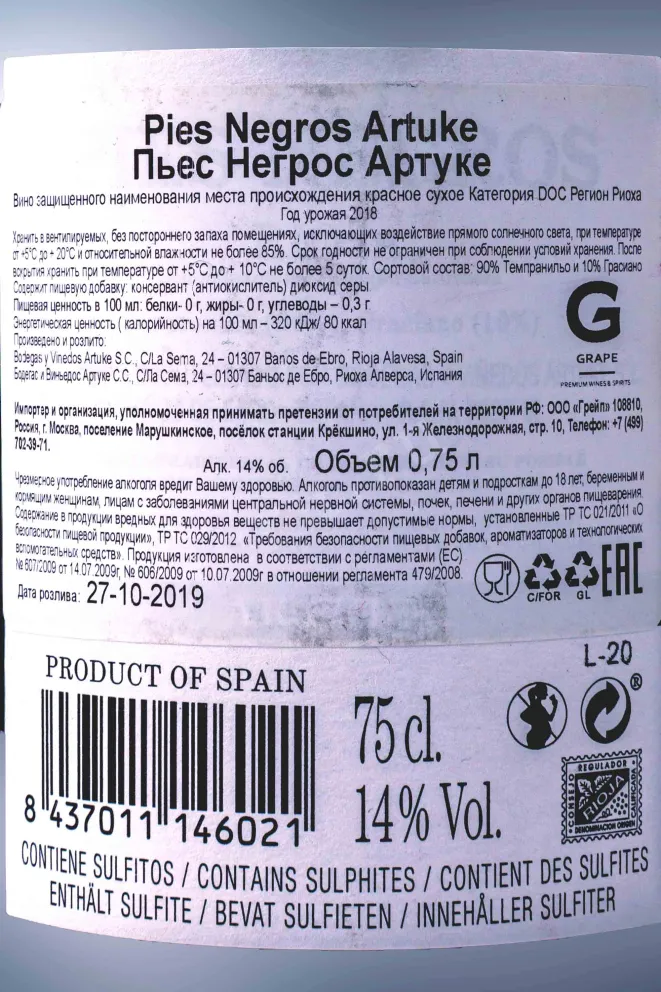 Pies Negros Artuke
Пьес Негрос Артуке
Вино защищенного наименования места происхождения красное сухое Категория DOC Регион Риоха
Год урожая 2018
Хранить в вентилируемых, без постороннего запаха помещениях, исключающих воздействие прямого солнечного света, при температуре
от +5°C до + 20°C и относительной влажности не более 85%. Срок годности не ограничен при соблюдении условий хранения. После
вскрытия хранить при температуре от +5°C до + 10°C не более 5 суток. Сортовой состав: 90% Темпранильо и 10% Грасиано
Содержит пищевую добавку: консервант (антиокислитель) диоксид серы.
Пищевая ценность в 100 мл: белки- 0 г, жиры- 0 г, углеводы – 0,3 г.
Энергетическая ценность ( калорийность) на 100 мл – 320 кДж/ 80 ккал
Произведено и розлито:
Bodegas y Vinedos Artuke S.C., C/La Sema, 24 – 01307 Banos de Ebro, Rioja Alavesa, Spain
Бодегас и Виньедос Артуке С.С., С/Ла Сема, 24 – 01307 Баньос де Ебро, Риоха Алверса, Испания
G
GRAPE
PREMIUM WINES & SPIRITS
Импортер и организация, уполномоченная принимать претензии от потребителей на территории РФ: ООО «Грейп» 108810,
Россия, г. Москва, поселение Марушкинское, посёлок станции Крёкшино, ул. 1-я Железнодорожная, стр. 10, Телефон: +7 (499)
702-39-71.
Алк. 14% об. Объем 0,75 л
Чрезмесное употребление алкоголя вредит Вашему здоровью. Алкоголь противопоказан детям и подросткам до 18 лет, беременным и
кормящим женщинам, лицам с заболеваниями центральной нервной системы, почек, печени и других органов пищеварения.
Содержание в продукции вредных для здоровья веществ не превышает допустимые нормы, установленные ТР ТС 021/2011 «О
безопасности пищевой продукции», ТР ТС 029/2012 «Требования безопасности пищевых добавок, ароматизаторов и технологических
вспомогательных средств». Продукция изготовлена в соответствии с регламентами (ЕС)
№ 607/2009 от 14.07.2009г, № 606/2009 от 10.07.2009г в отношении регламента 479/2008.
C/FOR GL EAC
Дата розлива: 27-10-2019
L-20
PRODUCT OF SPAIN
8 437011 146021
75 cl.
14% Vol.
®
CONSEJO REGULADOR
RIOJA
DENOMINACION ORIGEN CALIFICADA
CONTIENE SULFITOS / CONTAINS SULPHITES / CONTIENT DES SULFITES
ENTHÄLT SULFITE / BEVAT SULFIETEN / INNEHÅLLER SULFITER